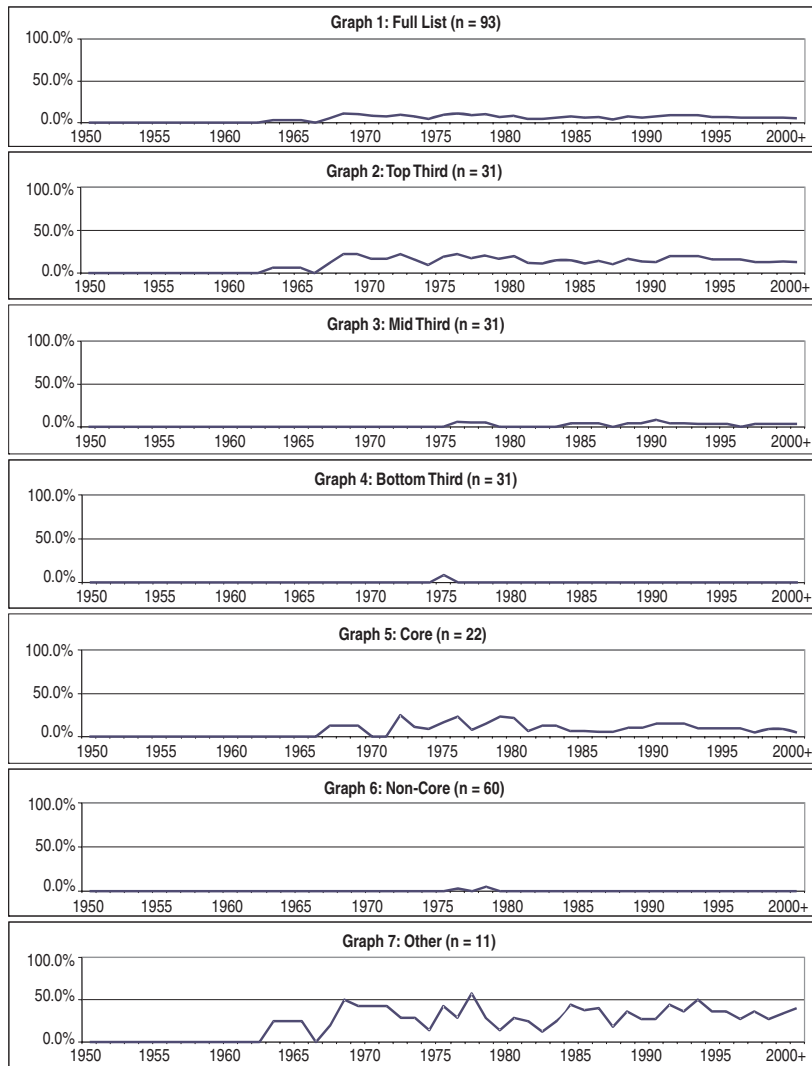 Graph 1: Full List (n = 93)
100.0%
50.0%
0.0%
1950 1955 1960 1965 1970 1975 1980 1985 1990 1995 2000+
Graph 2: Top Third (n = 31)
100.0%
50.0%
0.0%
1950 1955 1960 1965 1970 1975 1980 1985 1990 1995 2000+
Graph 3: Mid Third (n = 31)
100.0%
50.0%
0.0%
1950 1955 1960 1965 1970 1975 1980 1985 1990 1995 2000+
Graph 4: Bottom Third (n = 31)
100.0%
50.0%
0.0%
1950 1955 1960 1965 1970 1975 1980 1985 1990 1995 2000+
Graph 5: Core (n = 22)
100.0%
50.0%
0.0%
1950 1955 1960 1965 1970 1975 1980 1985 1990 1995 2000+
Graph 6: Non-Core (n = 60)
100.0%
50.0%
0.0%
1950 1955 1960 1965 1970 1975 1980 1985 1990 1995 2000+
Graph 7: Other (n = 11)
100.0%
50.0%
0.0%
1950 1955 1960 1965 1970 1975 1980 1985 1990 1995 2000+